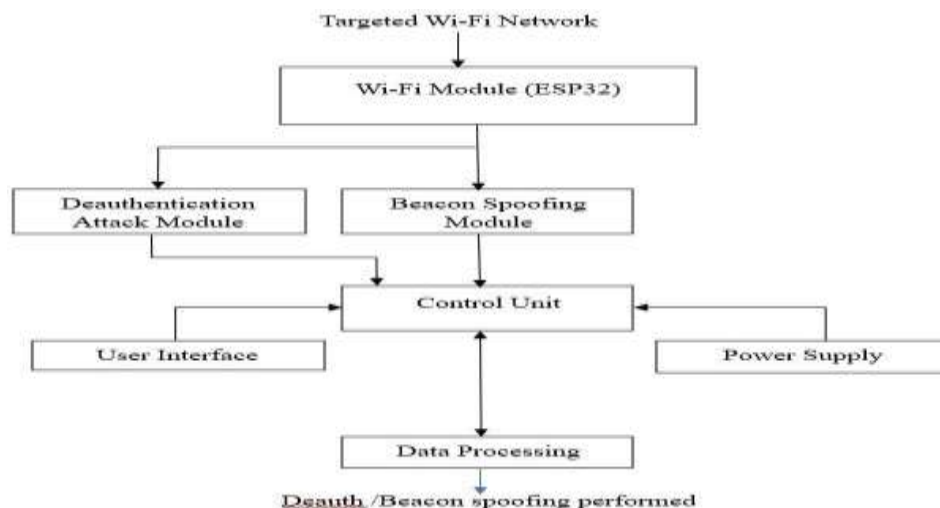 Targeted Wi-Fi Network
Wi-Fi Module (ESP32)
Deauthentication
Attack Module
Beacon Spoofing
Module
Control Unit
User Interface
Power Supply
Data Processing
Deauth /Beacon spoofing performed